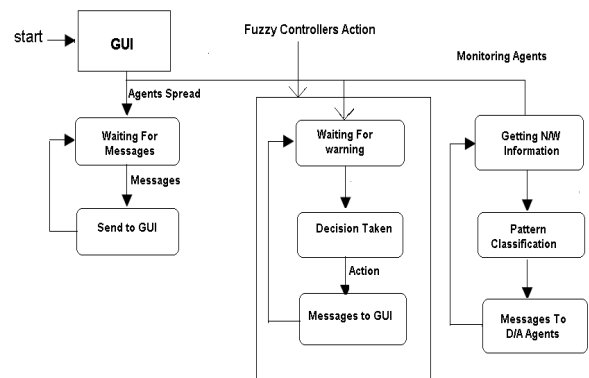 start
GUI
Fuzzy Controllers Action
Monitoring Agents
Agents Spread
Waiting For
Messages
Messages
Send to GUI
Waiting For
warning
Decision Taken
Action
Messages to GUI
Getting N/W
Information
Pattern
Classification
Messages To
D/A Agents